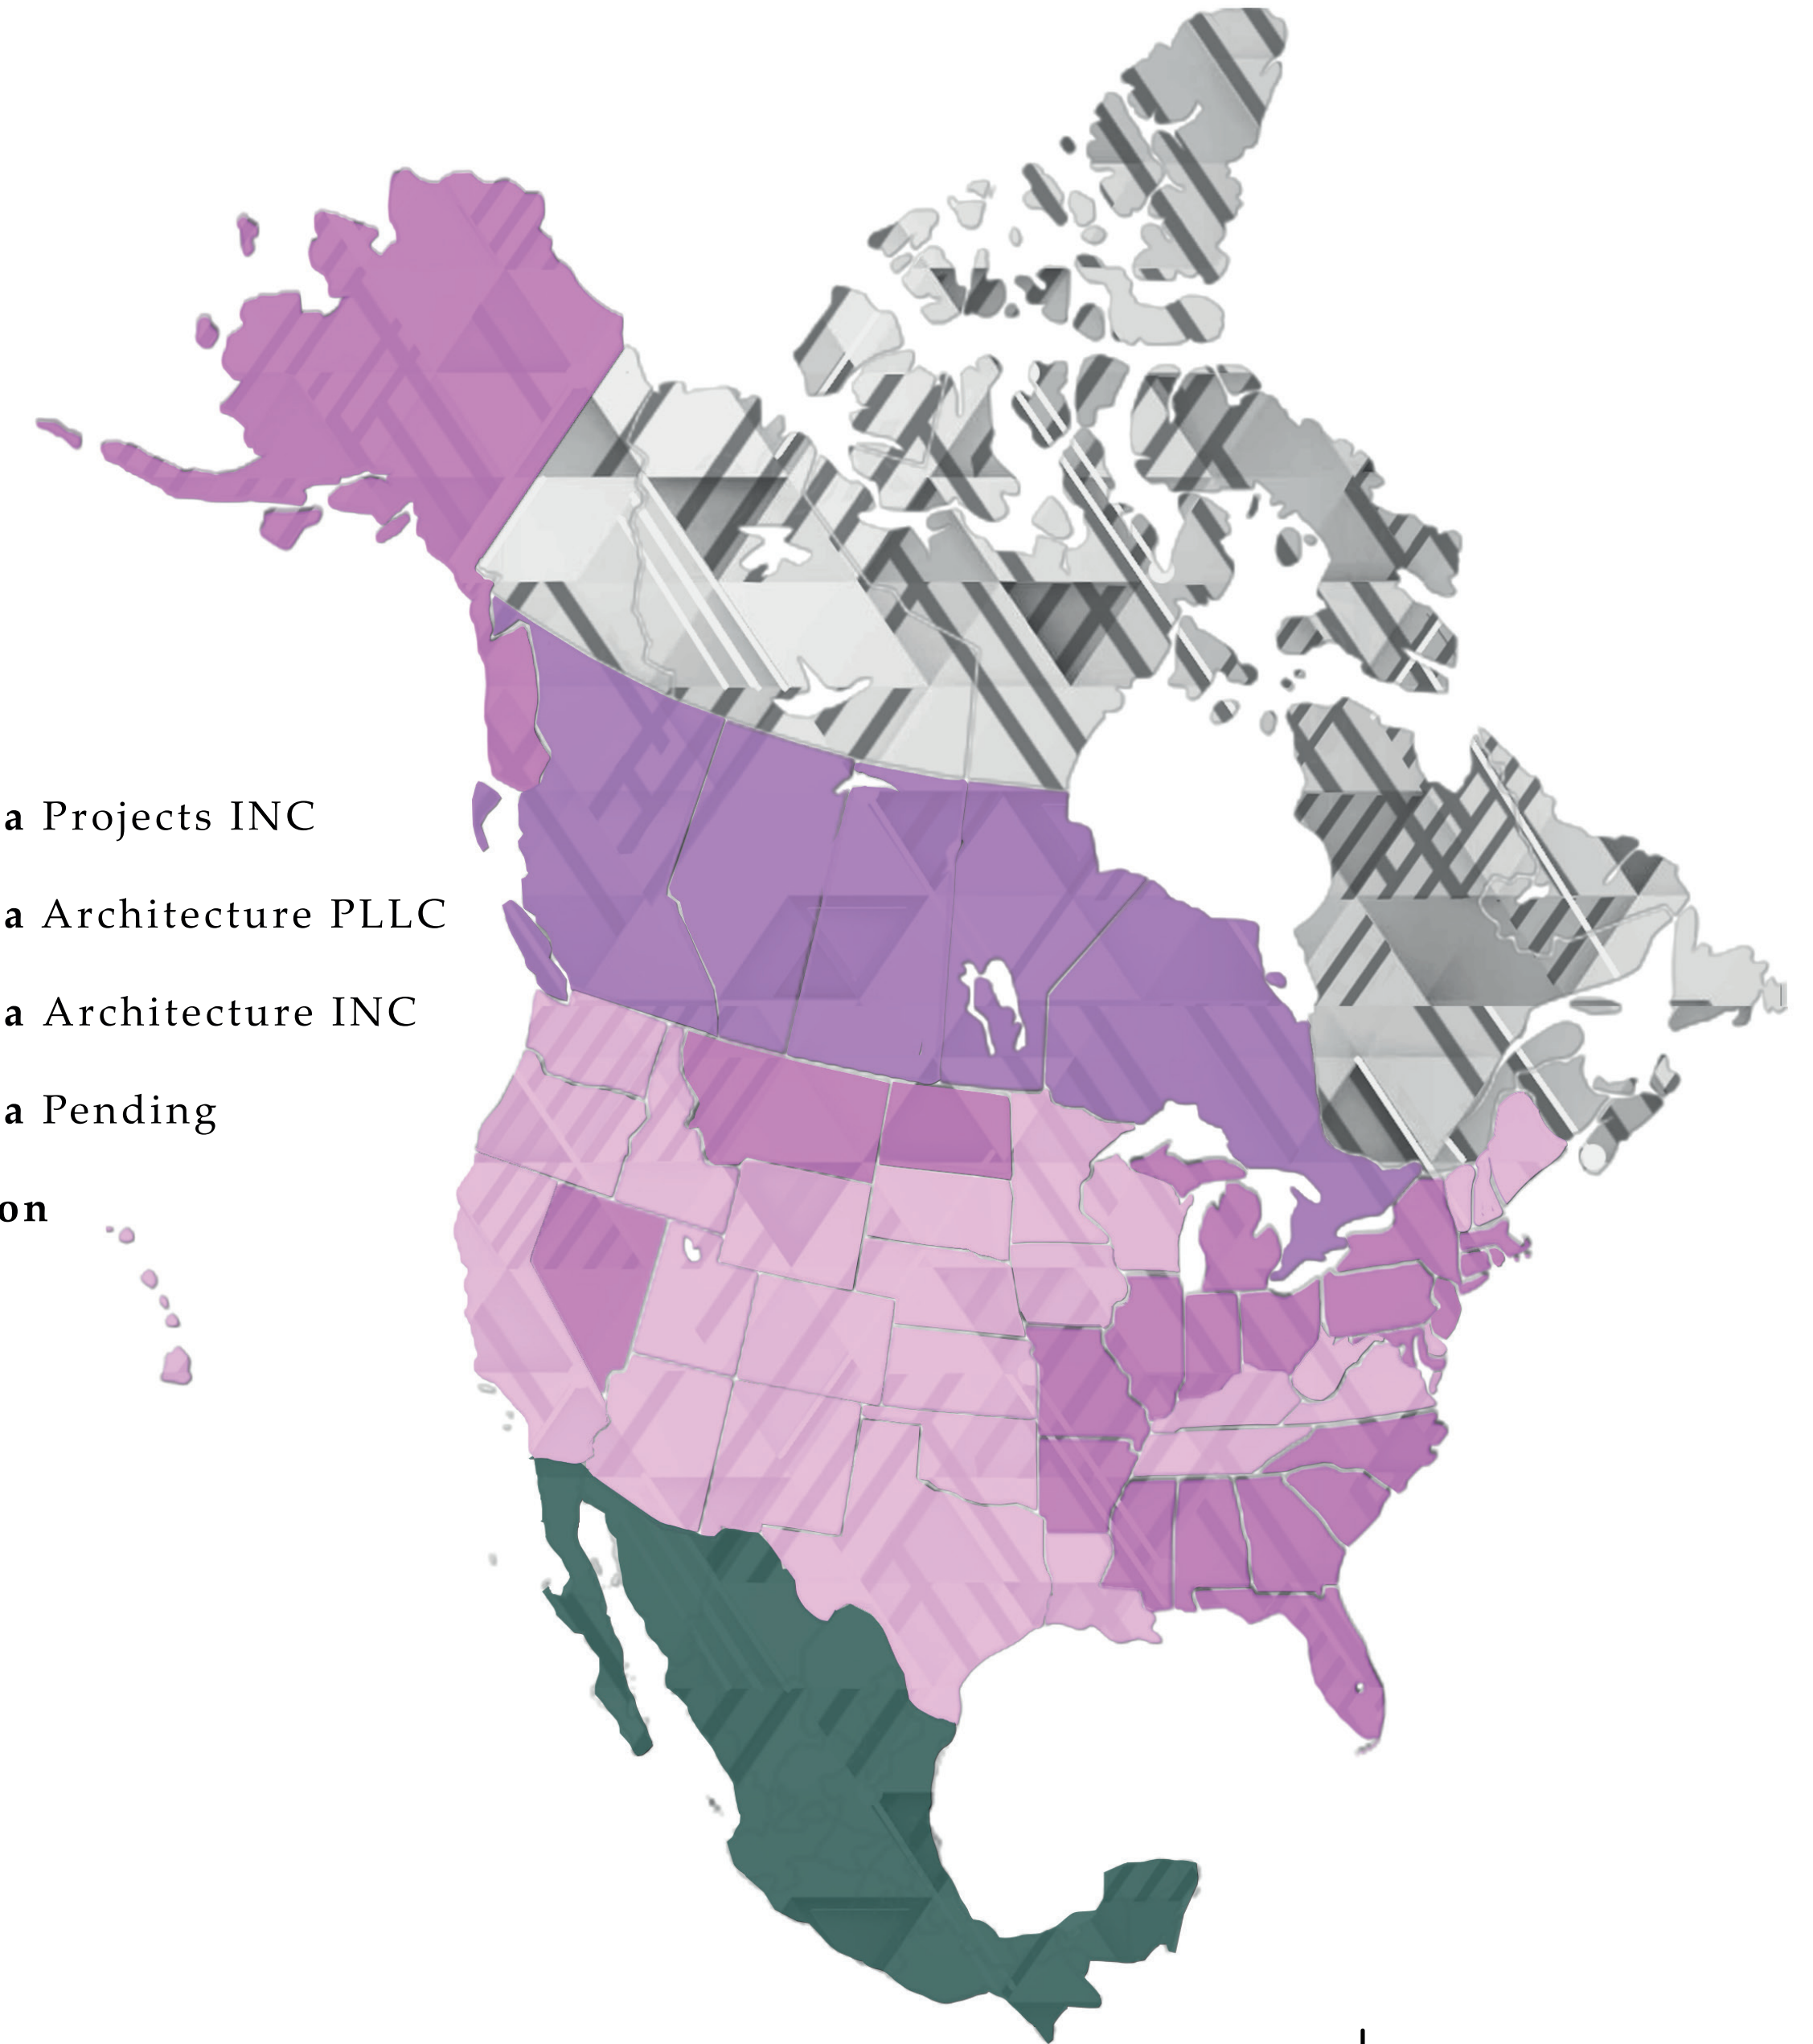 a Projects INC
a Architecture PLLC
a Architecture INC
a Pending
on